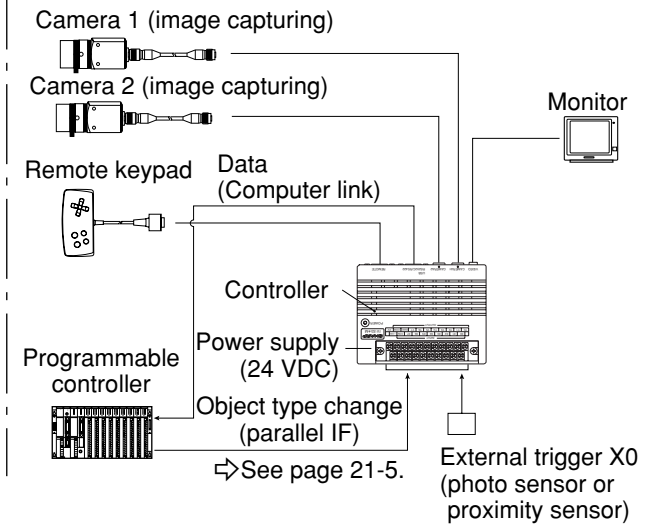 Camera 1 (image capturing)
Camera 2 (image capturing)
Monitor
Remote keypad
Data
(Computer link)
Controller
Power supply
(24 VDC)
Programmable
controller
Object type change
(parallel IF)
⇨See page 21-5.
External trigger X0
(photo sensor or
proximity sensor)